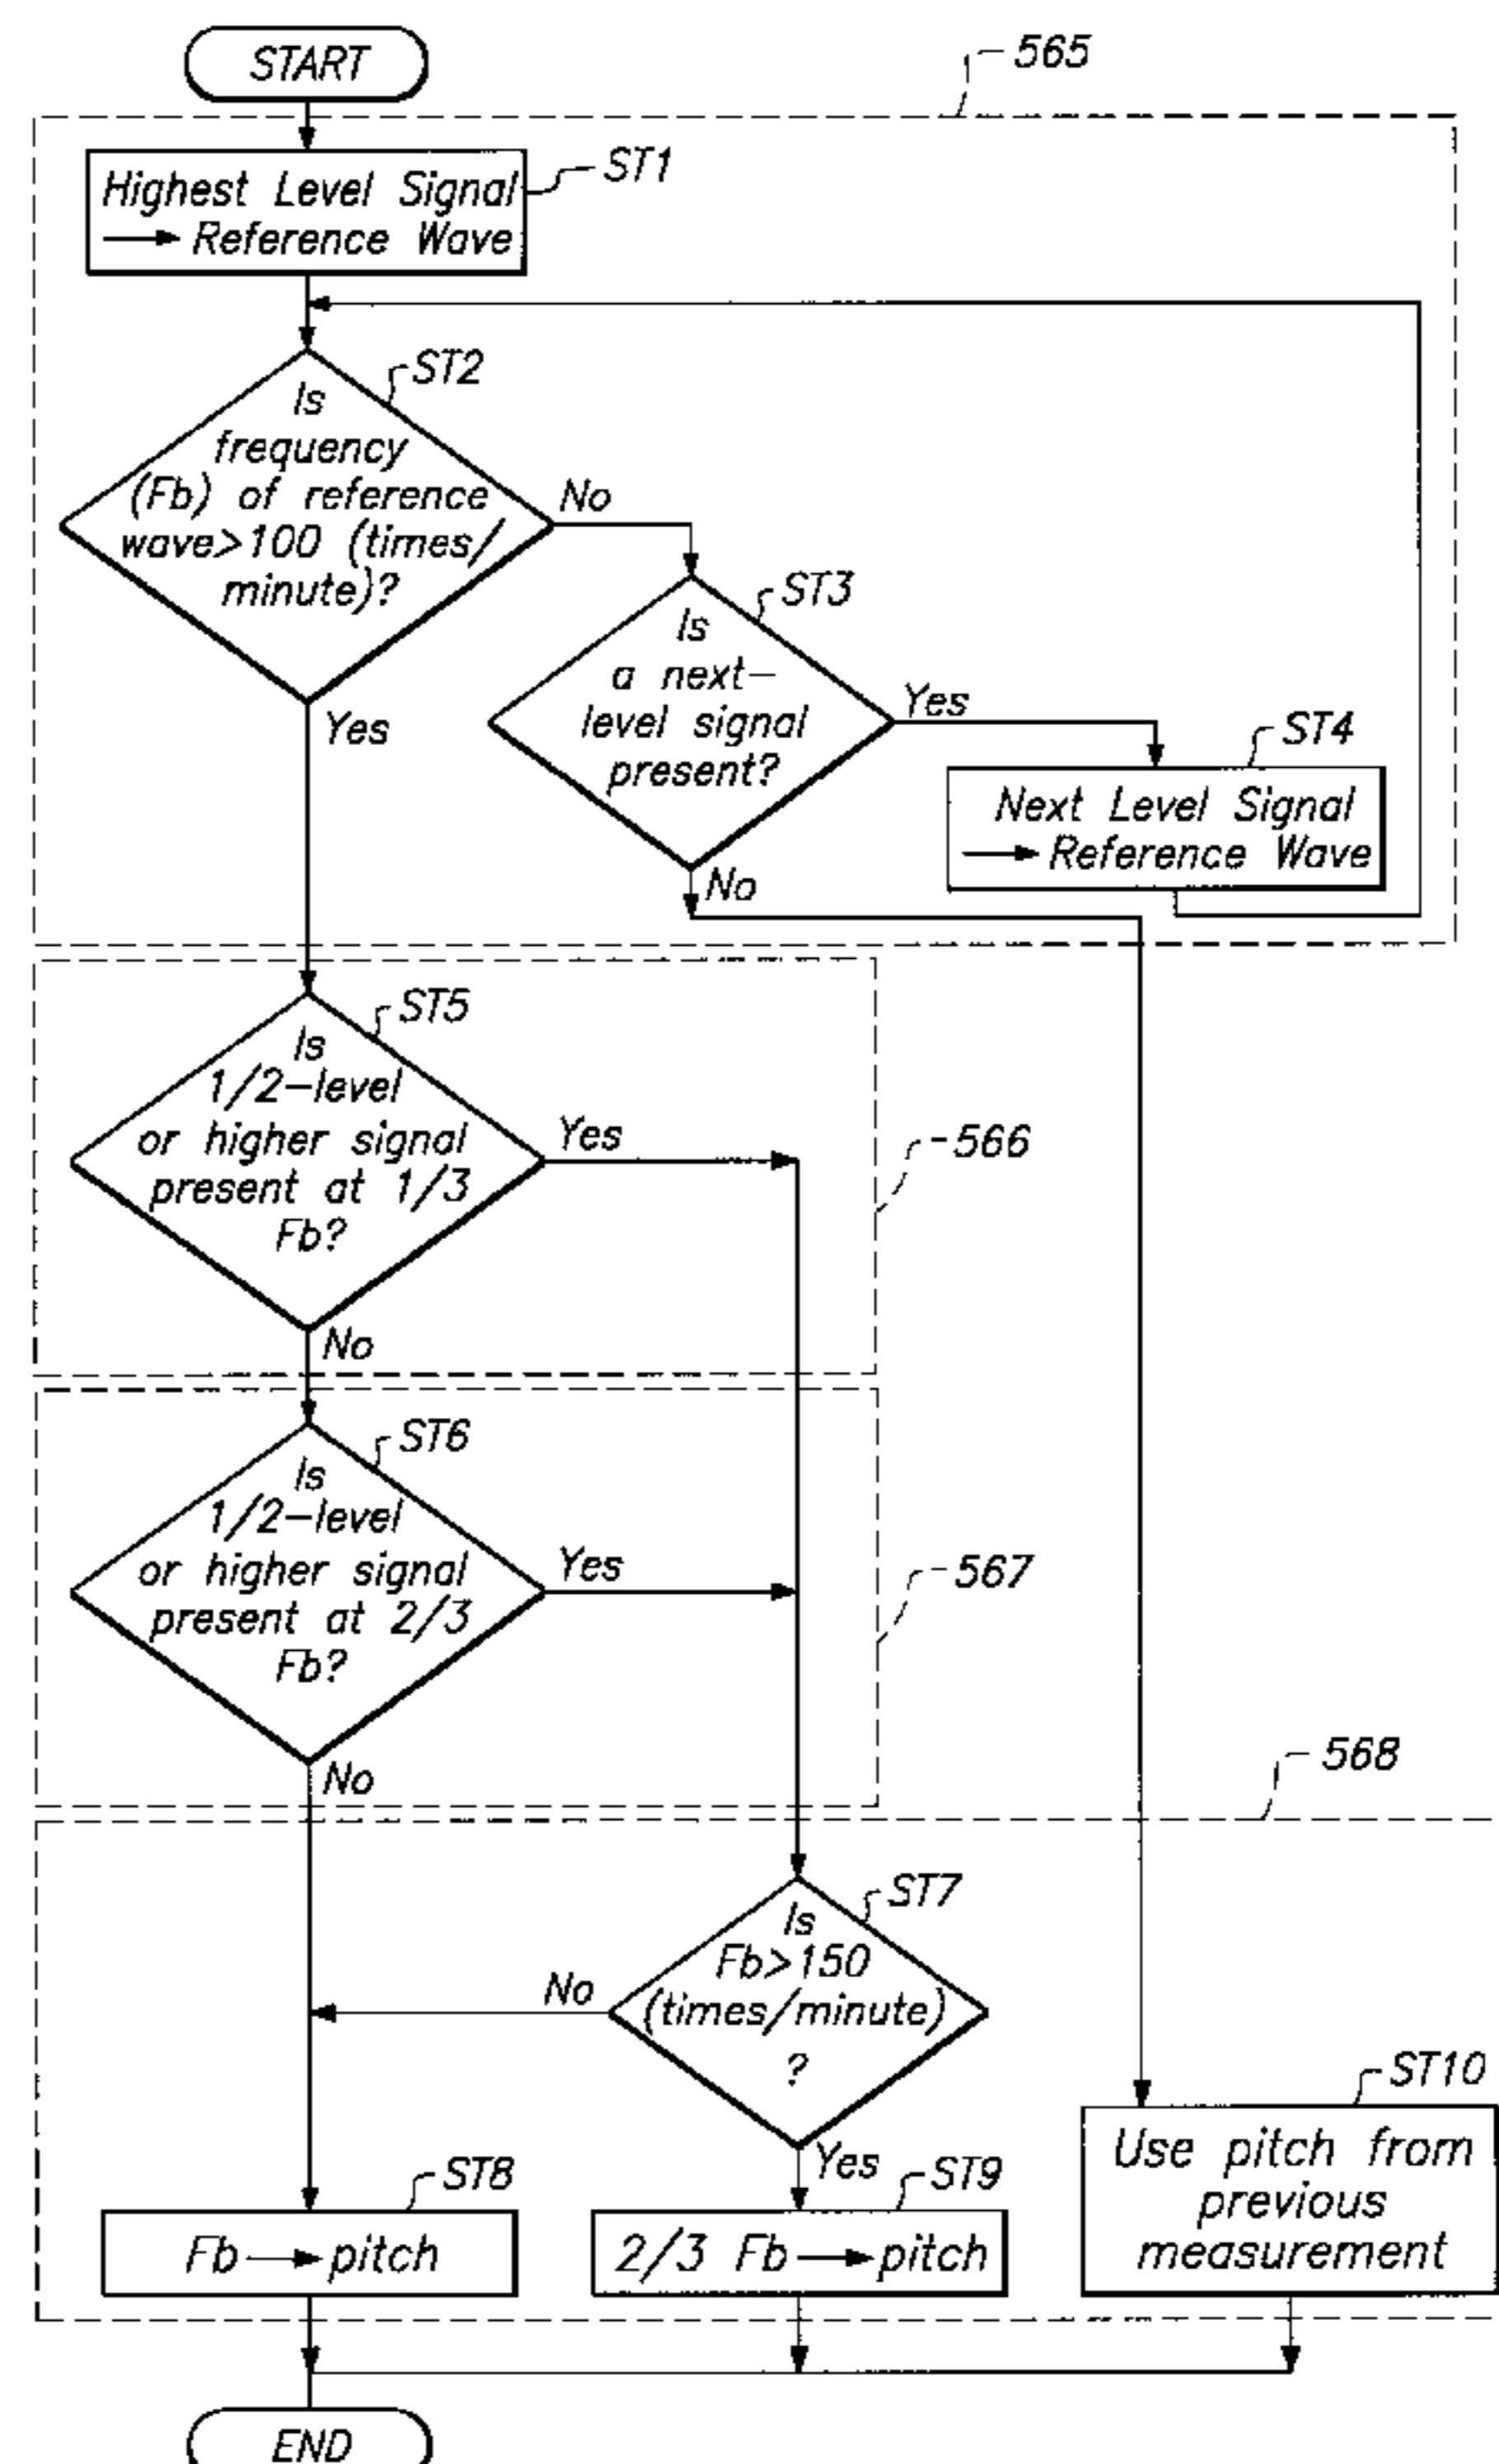 START
565
ST1
Highest Level Signal
→ Reference Wave
ST2
Is
frequency
(Fb) of reference
wave>100 (times/
minute)?
No
Yes
ST3
Is
a next-
level signal
present?
Yes
No
ST4
Next Level Signal
→ Reference Wave
ST5
Is
1/2-level
or higher signal
present at 1/3
Fb?
Yes
No
566
ST6
Is
1/2-level
or higher signal
present at 2/3
Fb?
Yes
No
567
568
ST7
Is
Fb>150
(times/minute)
?
No
Yes
ST8
Fb → pitch
ST9
2/3 Fb → pitch
ST10
Use pitch from
previous
measurement
END